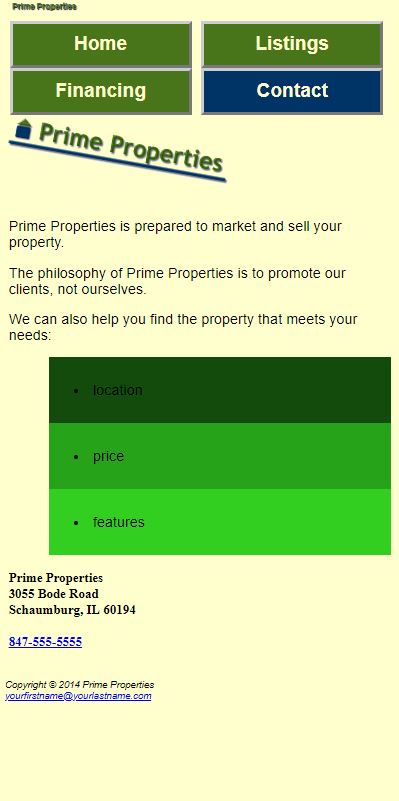 Prime Properties
Home
Listings
Financing
Contact
Prime Properties
Prime Properties is prepared to market and sell your
property.
The philosophy of Prime Properties is to promote our
clients, not ourselves.
We can also help you find the property that meets your
needs:
• location
• price
• features
Prime Properties
3055 Bode Road
Schaumburg, IL 60194
847-555-5555
Copyright © 2014 Prime Properties
yourfirstname@yourlastname.com